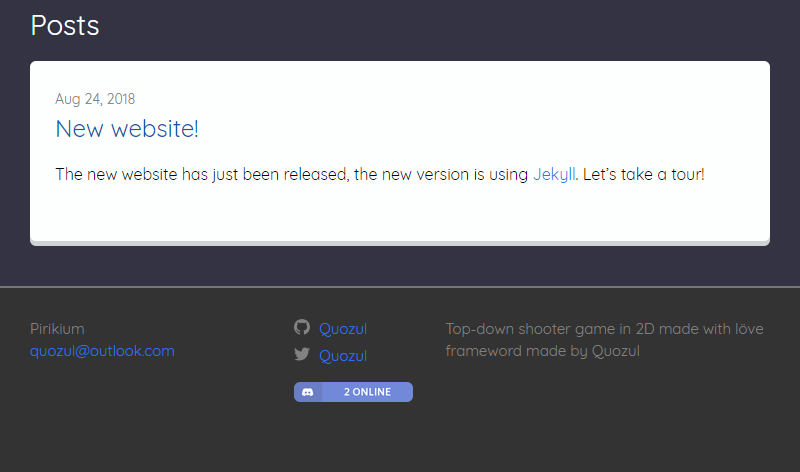 Posts
Aug 24, 2018
New website!
The new website has just been released, the new version is using Jekyll. Let's take a tour!
Pirikium
quozul@outlook.com
Quozul
Quozul
2 ONLINE
Top-down shooter game in 2D made with löve
frameword made by Quozul